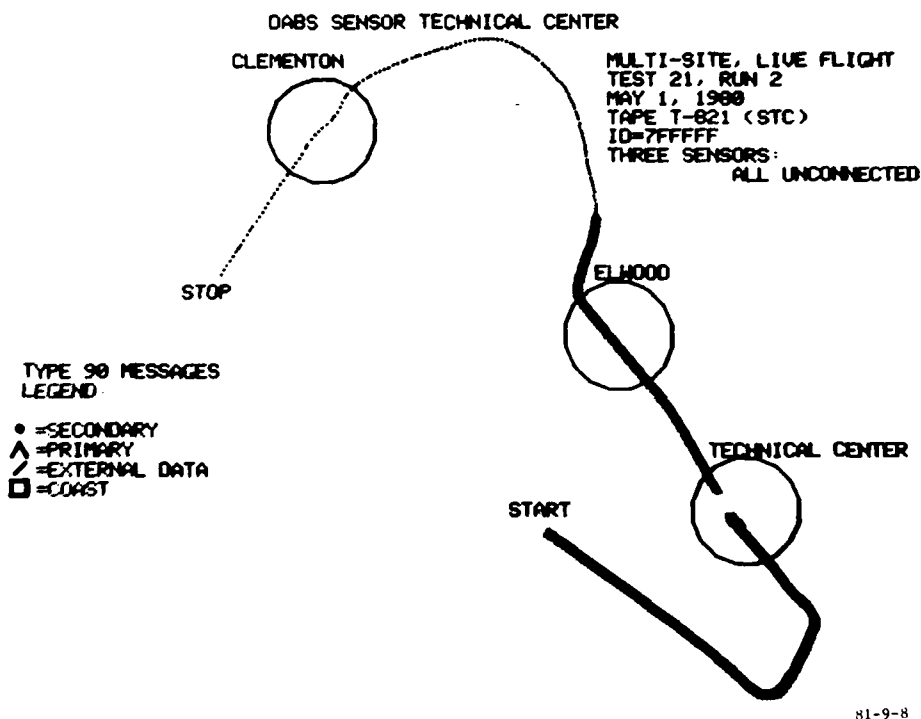 DABS SENSOR TECHNICAL CENTER
CLEMENTON
MULTI-SITE, LIVE FLIGHT
TEST 21, RUN 2
MAY 1, 1980
TAPE T-821 (STC)
ID=7FFFFF
THREE SENSORS:
ALL UNCONNECTED
ELWOOD
STOP
TYPE 90 MESSAGES
LEGEND
=SECONDARY
=PRIMARY
=EXTERNAL DATA
=COAST
TECHNICAL CENTER
START
81-9-8